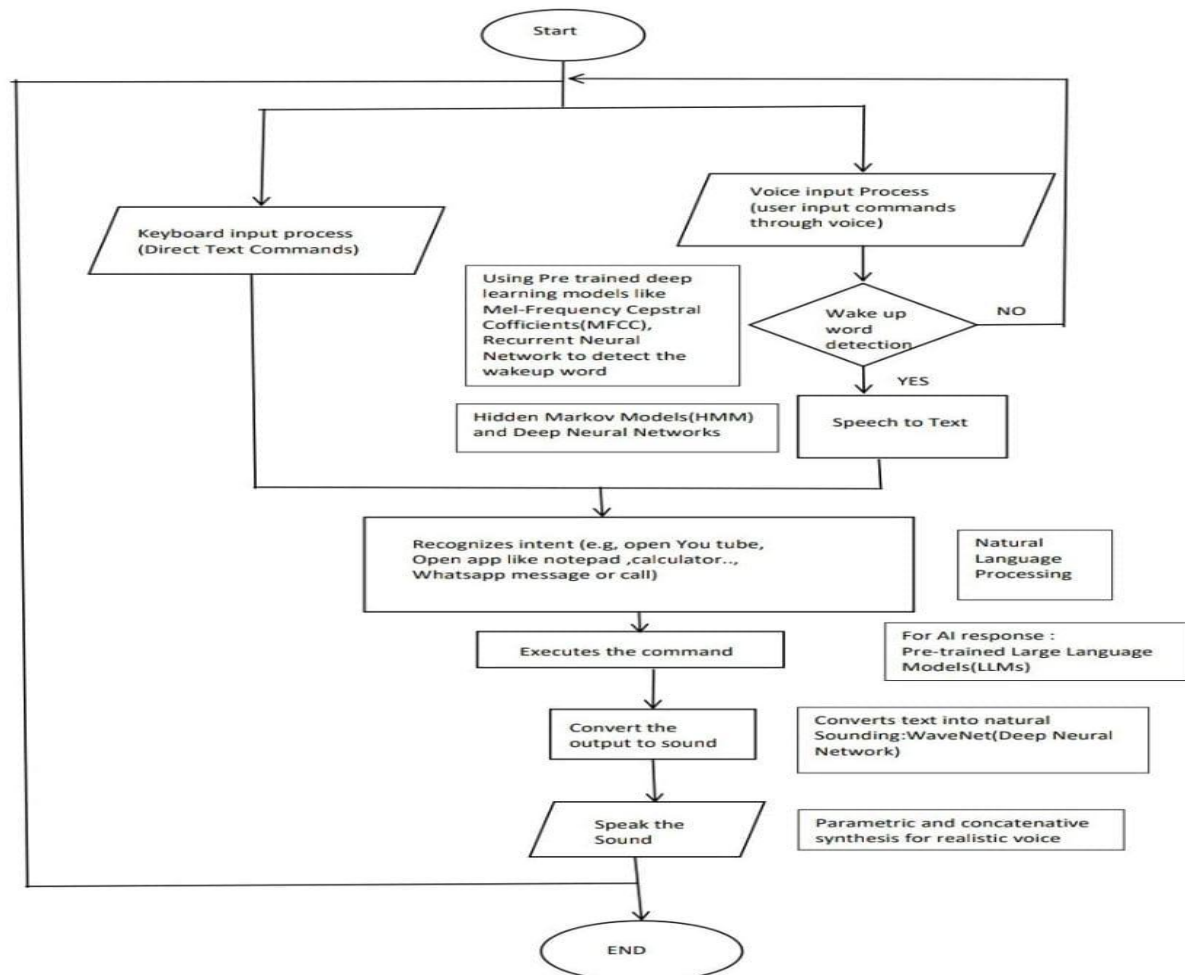 Start
Voice input Process
(user input commands
through voice)
Keyboard input process
(Direct Text Commands)
Using Pre trained deep
learning models like
Mel-Frequency Cepstral
Cofficients(MFCC),
Recurrent Neural
Network to detect the
wakeup word
Wake up
word
detection
NO
YES
Hidden Markov Models(HMM)
and Deep Neural Networks
Speech to Text
Recognizes intent (e.g, open You tube,
Open app like notepad ,calculator..,
Whatsapp message or call)
Natural
Language
Processing
Executes the command
For AI response :
Pre-trained Large Language
Models(LLMs)
Convert the
output to sound
Converts text into natural
Sounding:WaveNet(Deep Neural
Network)
Speak the
Sound
Parametric and concatenative
synthesis for realistic voice
END